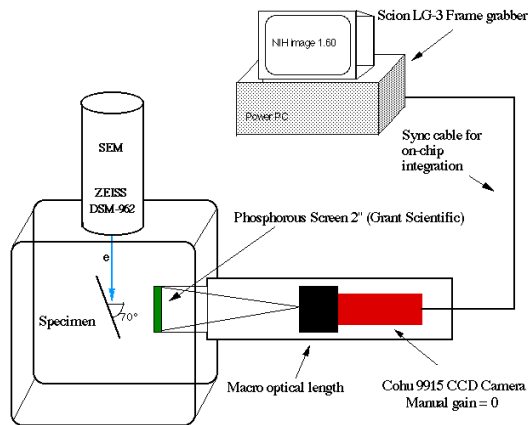 Scion LG-3 Frame grabber
NIH image 1.60
Power PC
SEM
ZEISS
DSM-962
Sync cable for
on-chip
integration
Phosphorous Screen 2" (Grant Scientific)
e
70°
Specimen
Macro optical length
Cohu 9915 CCD Camera
Manual gain = 0